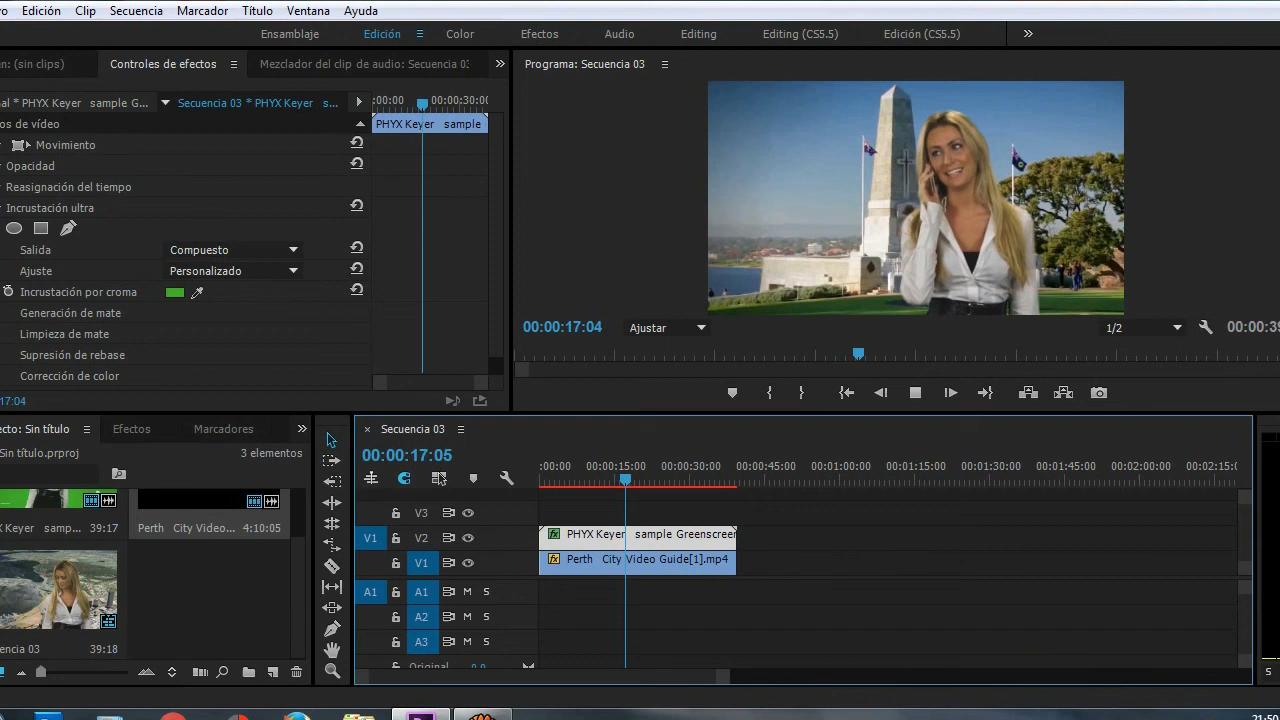 vo Edición Clip Secuencia Marcador Título Ventana Ayuda
Ensamblaje Edición Color Efectos Audio Editing Editing (CS5.5) Edición (CS5.5)
en: (sin clips) Controles de efectos Mezclador del clip de audio: Secuencia 03
Programa: Secuencia 03
al * PHYX Keyer sample G... Secuencia 03 * PHYX Keyer s...
:00:00 00:00:30:00
os de vídeo
PHYX Keyer sample
Movimiento
Opacidad
Reasignación del tiempo
Incrustación ultra
Salida Compuesto
Ajuste Personalizado
Incrustación por croma
Generación de mate
Limpieza de mate
Supresión de rebase
Corrección de color
17:04
00:00:17:04 Ajustar 1/2 00:00:39
ecto: Sin título Efectos Marcadores
Sin título.prproj 3 elementos
Keyer samp... 39:17 Perth City Video... 4:10:05
encia 03 39:18
Secuencia 03
00:00:17:05
:00:00 00:00:15:00 00:00:30:00 00:00:45:00 00:01:00:00 00:01:15:00 00:01:30:00 00:01:45:00 00:02:00:00 00:02:15:0
V3
V1 V2 PHYX Keyer sample Greenscreen
V1 Perth City Video Guide[1].mp4
A1 A1 M S
A2 M S
A3 M S
Original 0,0
S
21:50